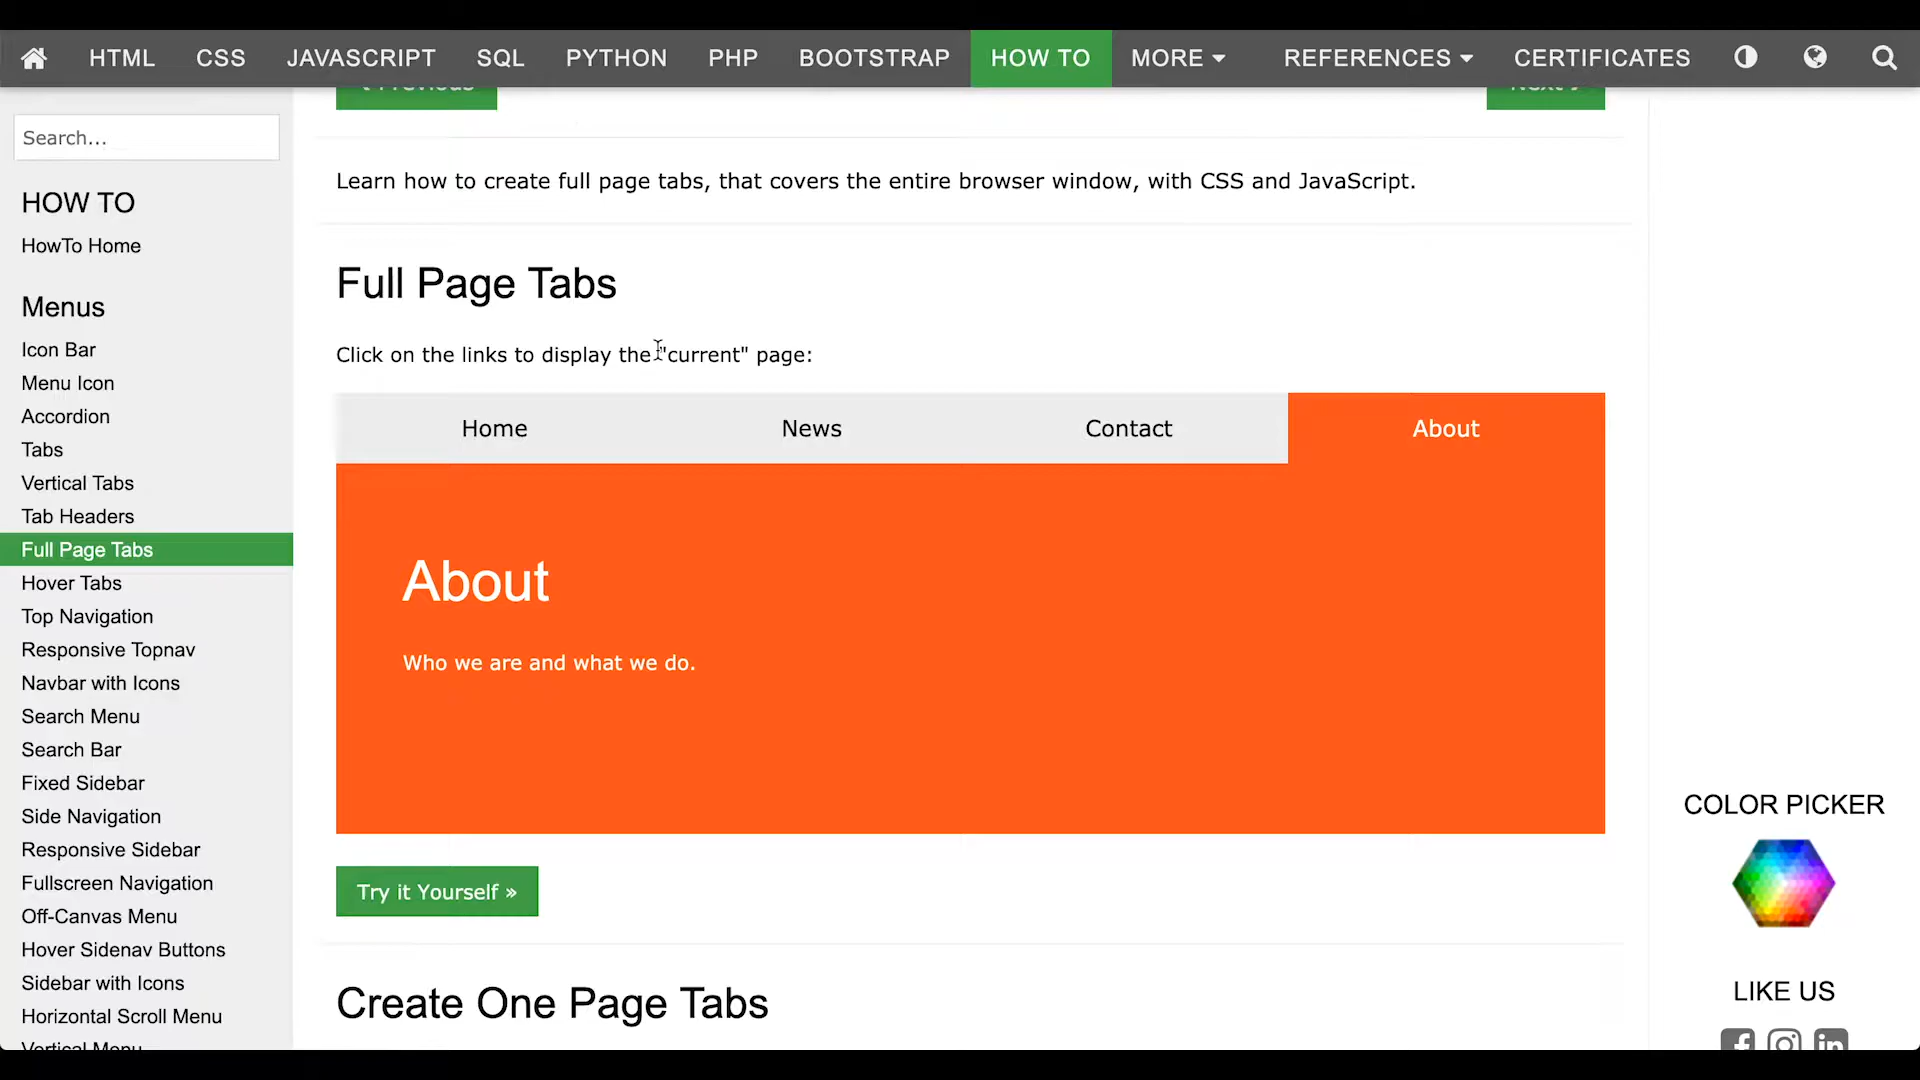 HTML CSS JAVASCRIPT SQL PYTHON PHP BOOTSTRAP HOW TO MORE REFERENCES CERTIFICATES
Search...
HOW TO
HowTo Home
Menus
Icon Bar
Menu Icon
Accordion
Tabs
Vertical Tabs
Tab Headers
Full Page Tabs
Hover Tabs
Top Navigation
Responsive Topnav
Navbar with Icons
Search Menu
Search Bar
Fixed Sidebar
Side Navigation
Responsive Sidebar
Fullscreen Navigation
Off-Canvas Menu
Hover Sidenav Buttons
Sidebar with Icons
Horizontal Scroll Menu
Vertical Menu
❮ Previous
Next ❯
Learn how to create full page tabs, that covers the entire browser window, with CSS and JavaScript.
Full Page Tabs
Click on the links to display the "current" page:
Home News Contact About
About
Who we are and what we do.
Try it Yourself »
Create One Page Tabs
COLOR PICKER
LIKE US